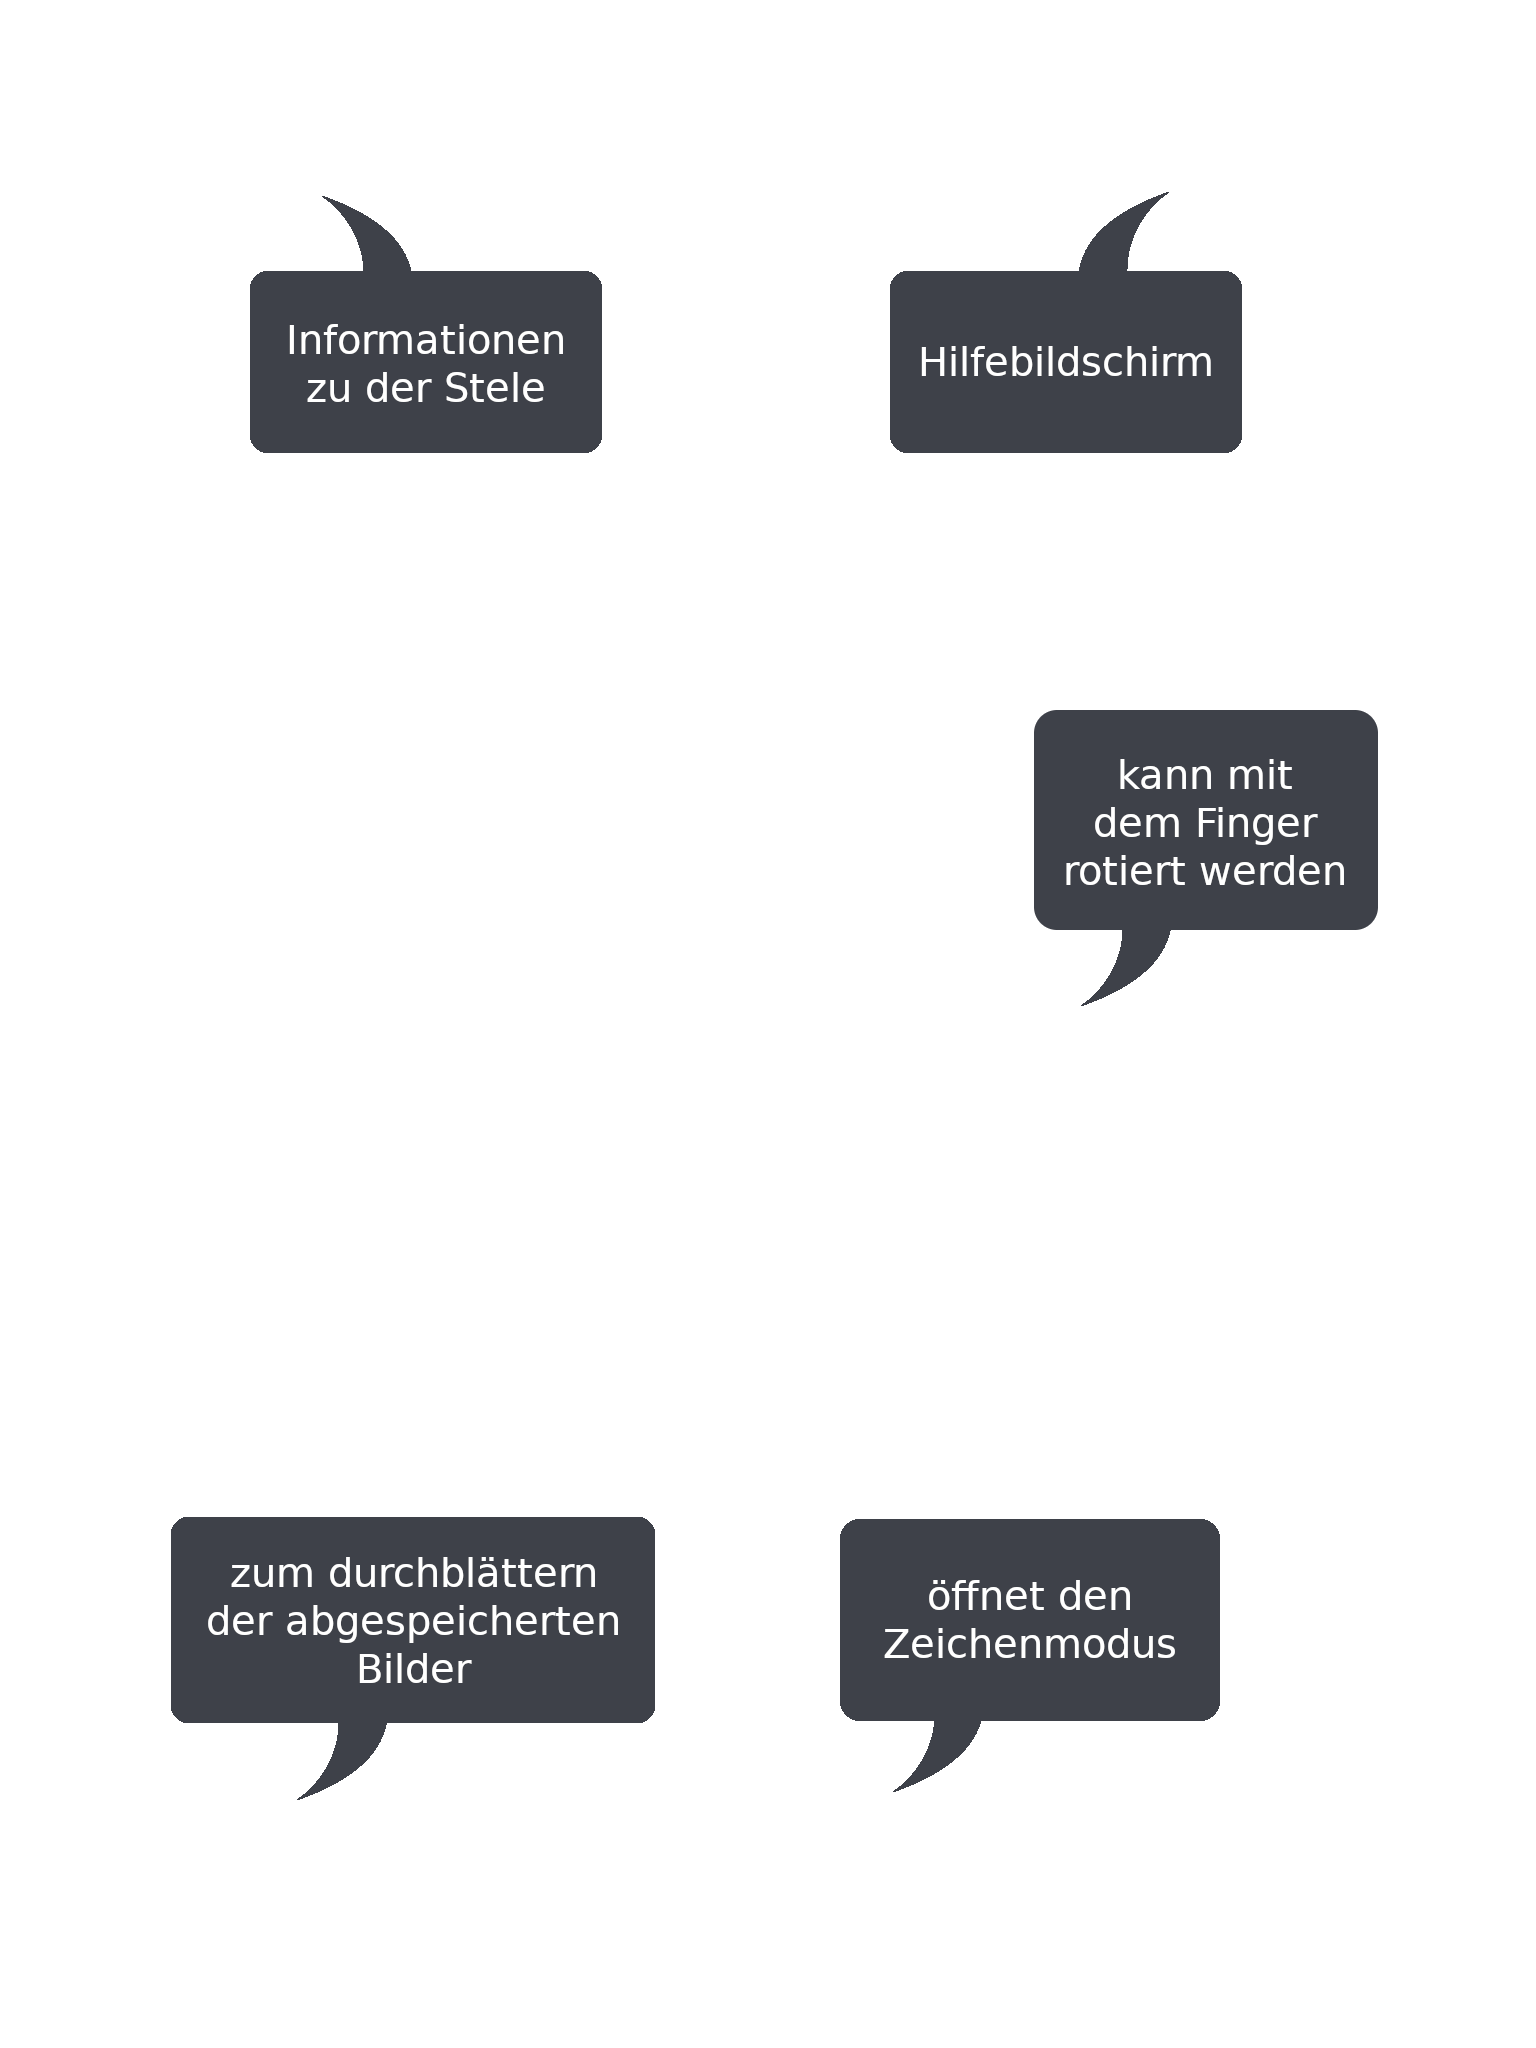 Informationen
zu der Stele
Hilfebildschirm
kann mit
dem Finger
rotiert werden
zum durchblättern
der abgespeicherten
Bilder
öffnet den
Zeichenmodus